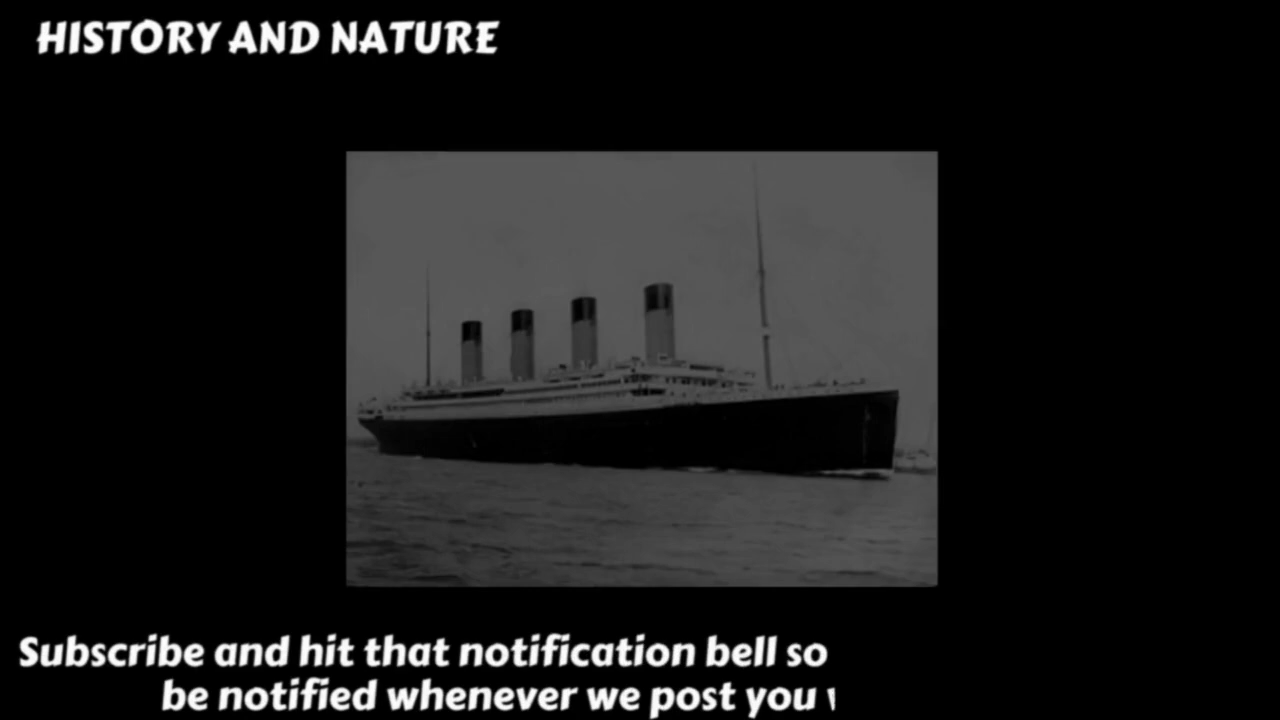 HISTORY AND NATURE
Subscribe and hit that notification bell so
be notified whenever we post you